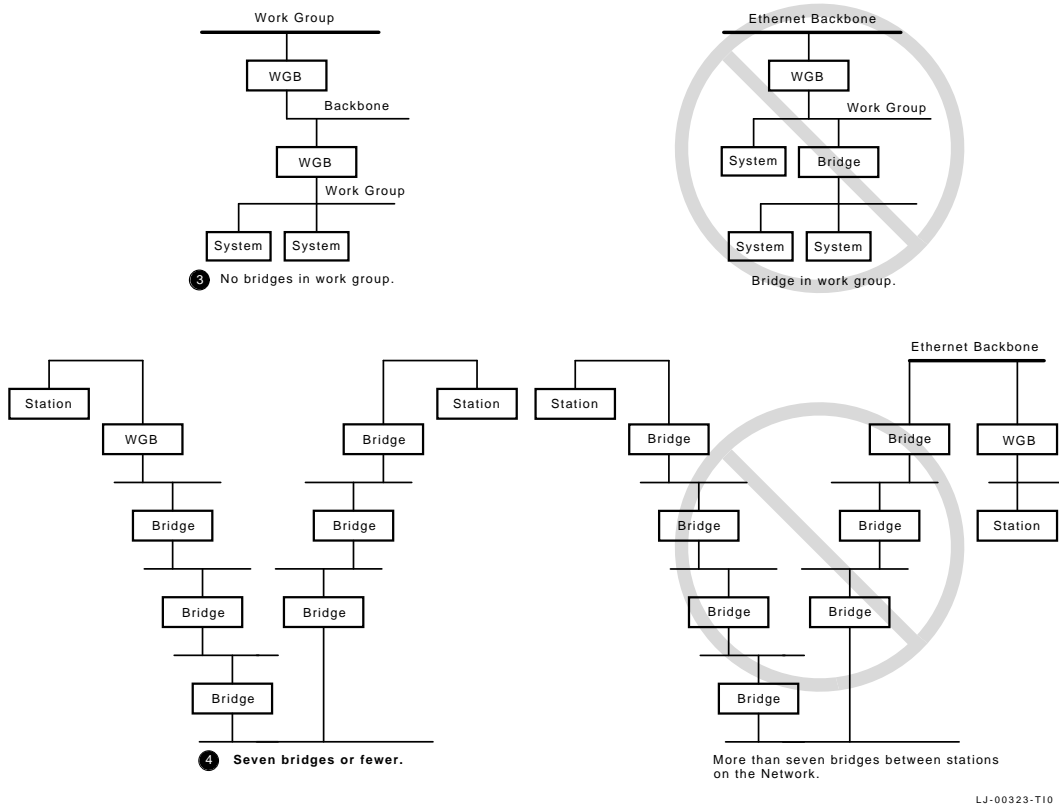 Work Group
WGB
Backbone
WGB
Work Group
System System
3 No bridges in work group.
Ethernet Backbone
WGB
Work Group
System Bridge
System System
Bridge in work group.
Station Station
WGB Bridge
Bridge Bridge
Bridge Bridge
Bridge
4 Seven bridges or fewer.
Ethernet Backbone
Station
Bridge Bridge WGB
Bridge Bridge Station
Bridge Bridge
Bridge
More than seven bridges between stations
on the Network.
LJ-00323-TI0